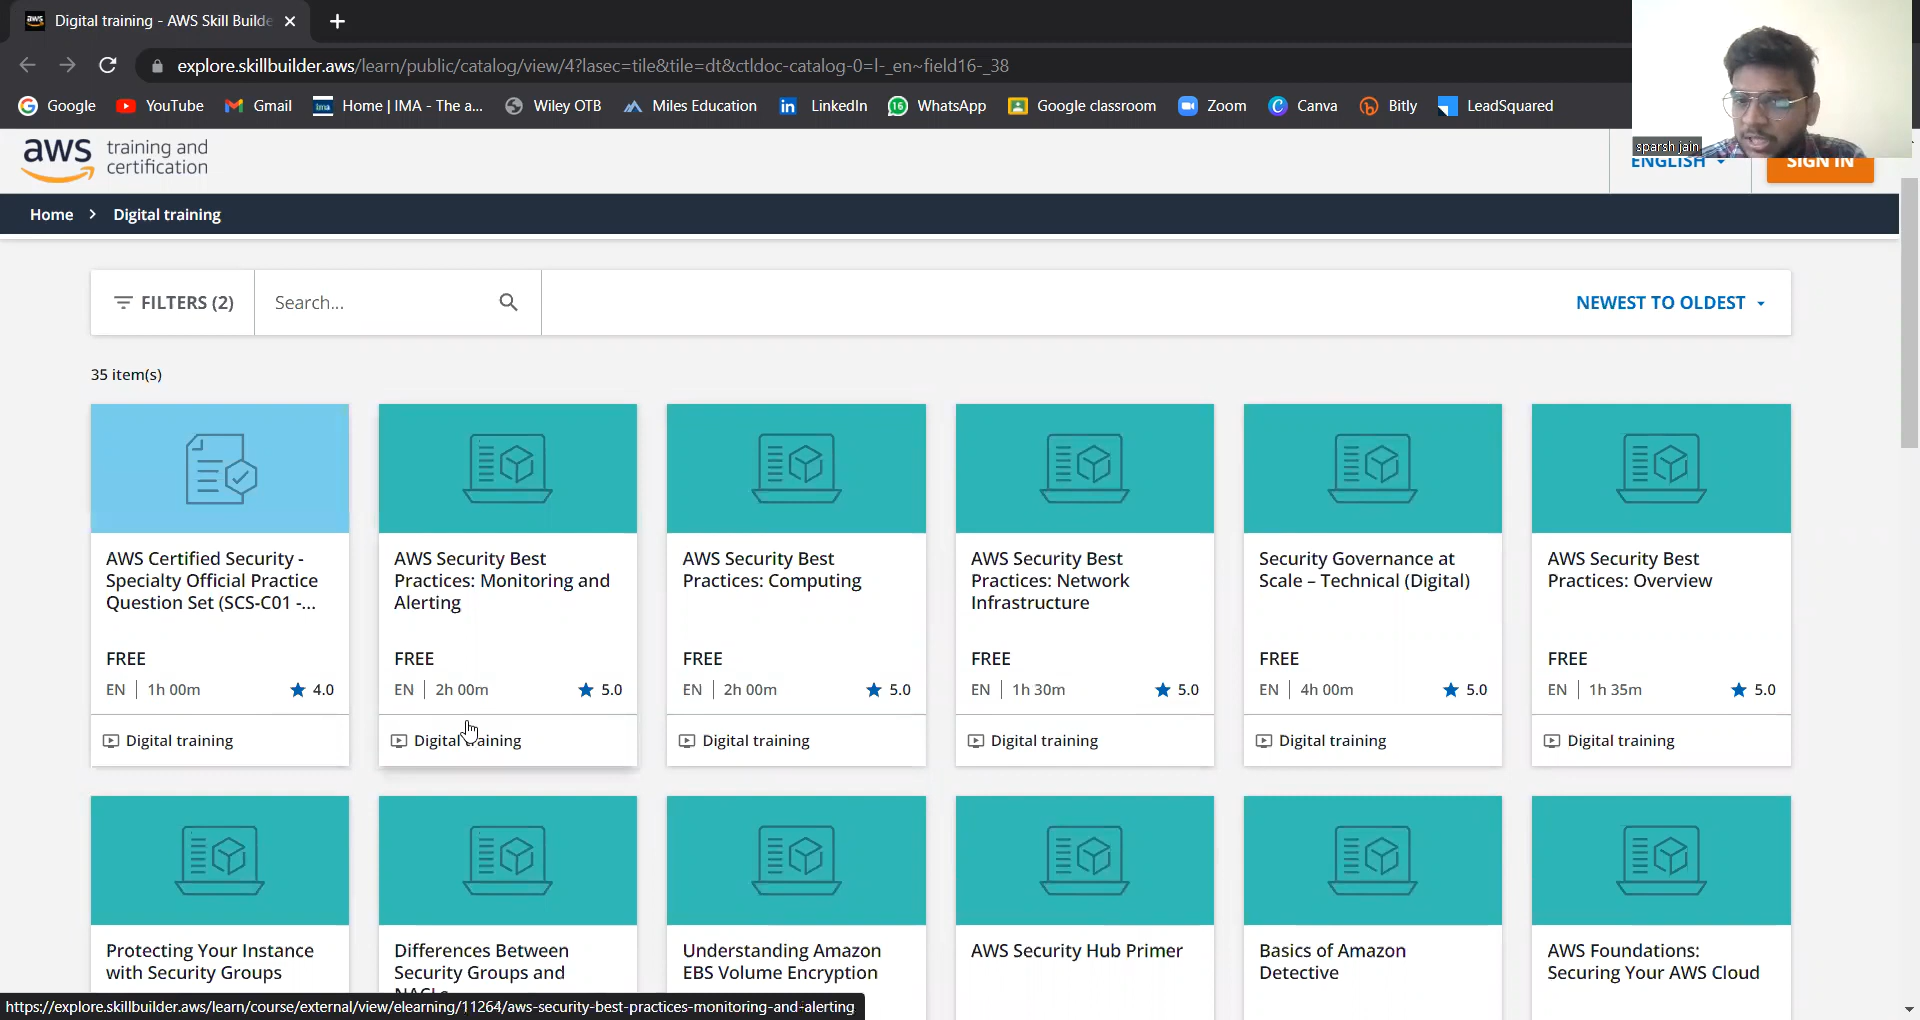 aws
Digital training - AWS Skill Builde
explore.skillbuilder.aws/learn/public/catalog/view/4?lasec=tile&tile=dt&ctldoc-catalog-0=l-_en~field16-_38
Google
YouTube
Gmail
Ima
Home | IMA - The a...
Wiley OTB
Miles Education
in
LinkedIn
16
WhatsApp
Google classroom
Zoom
Canva
Bitly
LeadSquared
sparsh jain
aws
training and
certification
ENGLISH
SIGN IN
Home
Digital training
FILTERS (2)
Search...
NEWEST TO OLDEST
35 item(s)
AWS Certified Security -
Specialty Official Practice
Question Set (SCS-C01 -...
FREE
EN | 1h 00m
4.0
Digital training
AWS Security Best
Practices: Monitoring and
Alerting
FREE
EN | 2h 00m
5.0
Digital training
AWS Security Best
Practices: Computing
FREE
EN | 2h 00m
5.0
Digital training
AWS Security Best
Practices: Network
Infrastructure
FREE
EN | 1h 30m
5.0
Digital training
Security Governance at
Scale – Technical (Digital)
FREE
EN | 4h 00m
5.0
Digital training
AWS Security Best
Practices: Overview
FREE
EN | 1h 35m
5.0
Digital training
Protecting Your Instance
with Security Groups
Differences Between
Security Groups and
NACLs
Understanding Amazon
EBS Volume Encryption
AWS Security Hub Primer
Basics of Amazon
Detective
AWS Foundations:
Securing Your AWS Cloud
https://explore.skillbuilder.aws/learn/course/external/view/elearning/11264/aws-security-best-practices-monitoring-and-alerting